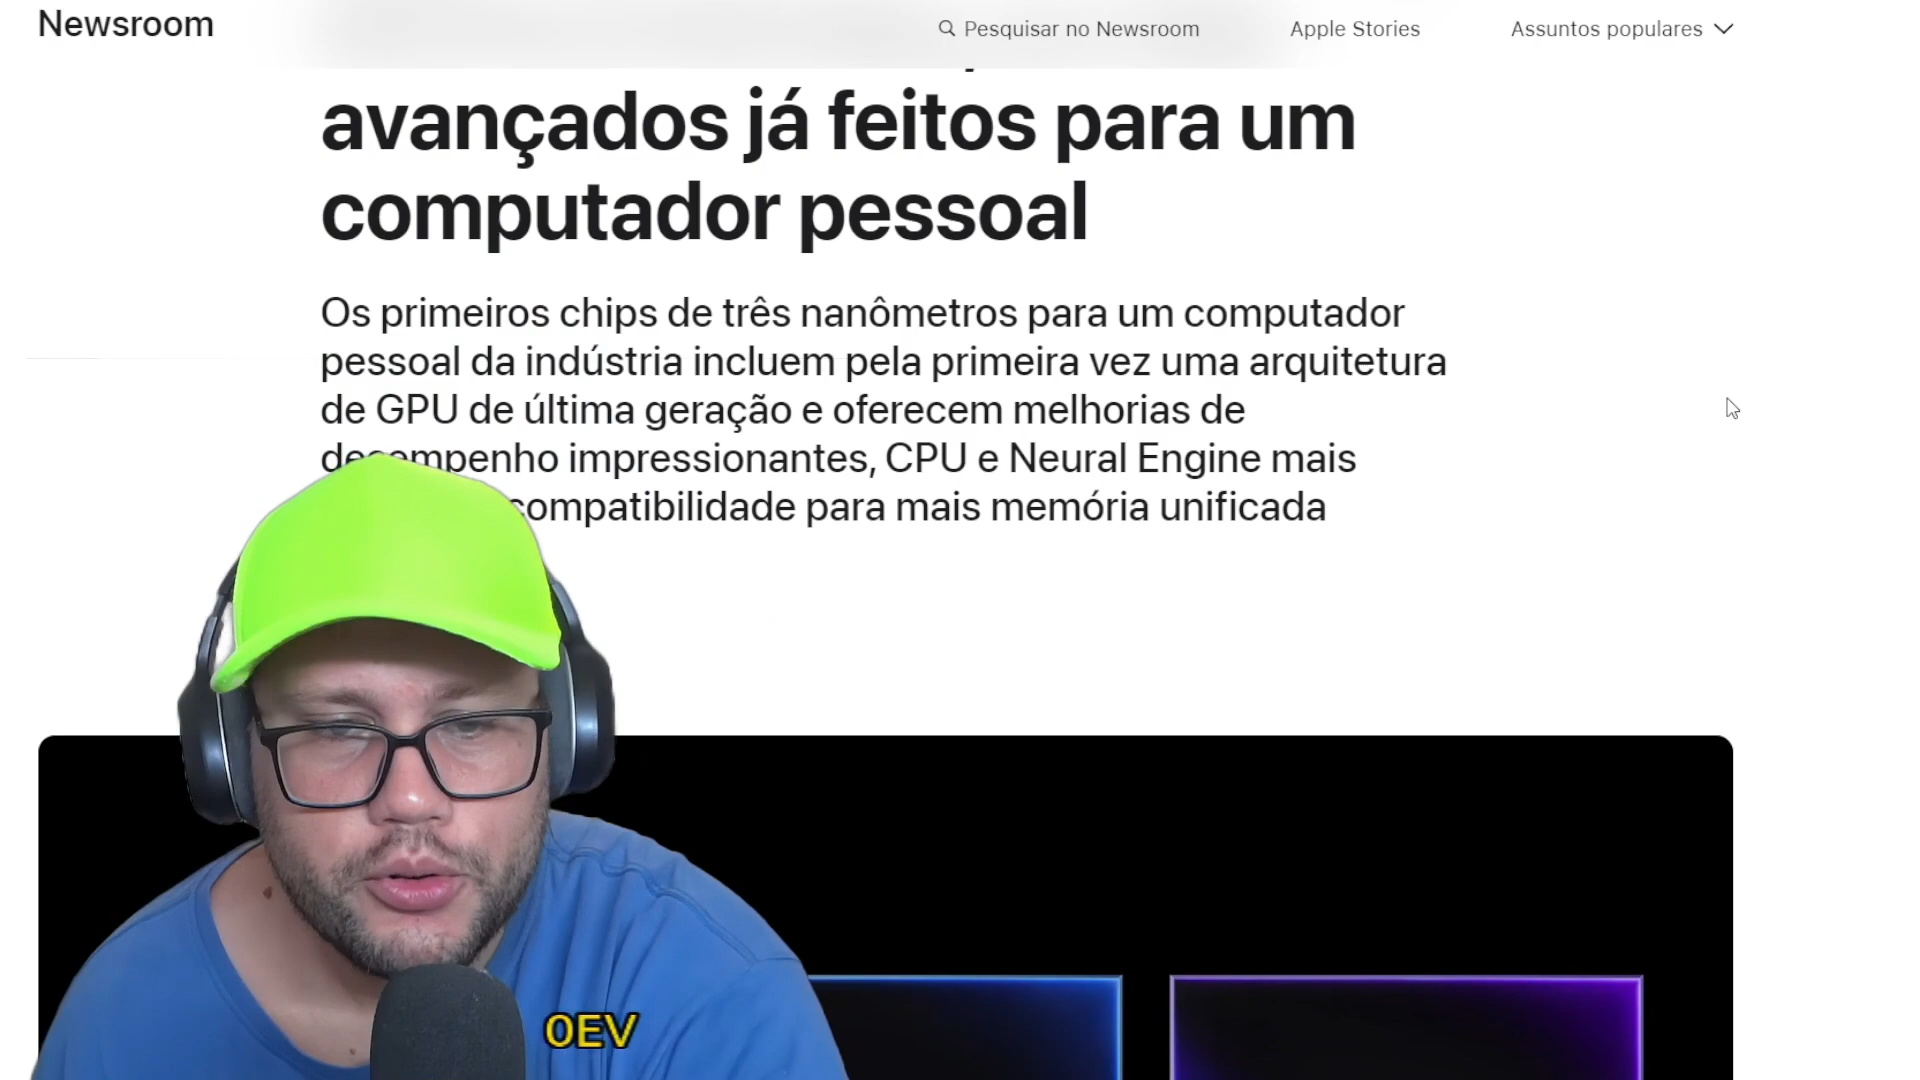 Newsroom
Pesquisar no Newsroom
Apple Stories
Assuntos populares
avançados já feitos para um
computador pessoal
Os primeiros chips de três nanômetros para um computador
pessoal da indústria incluem pela primeira vez uma arquitetura
de GPU de última geração e oferecem melhorias de
desempenho impressionantes, CPU e Neural Engine mais
compatibilidade para mais memória unificada
OEV